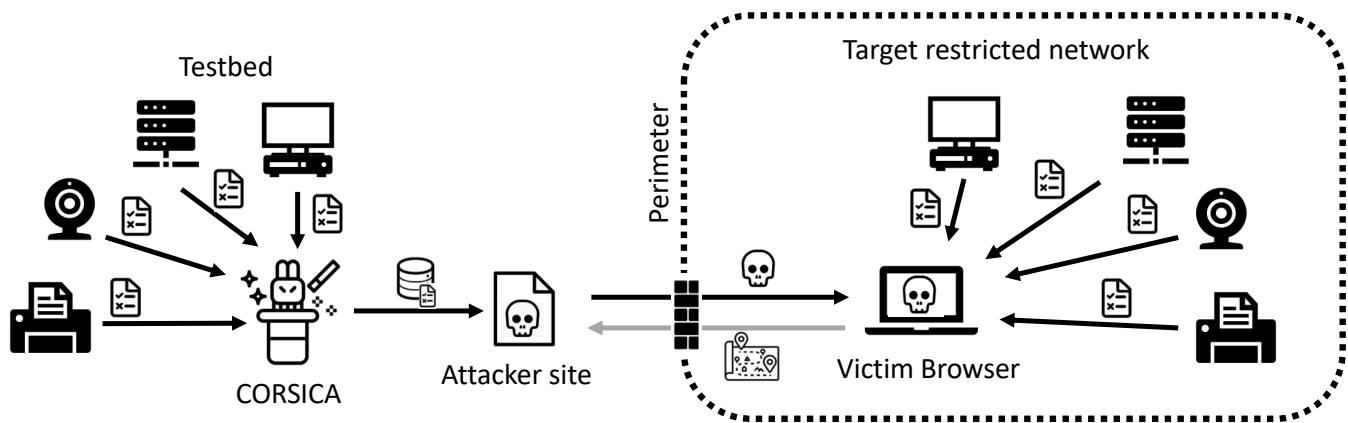 Testbed
Target restricted network
Perimeter
CORSICA
Attacker site
Victim Browser